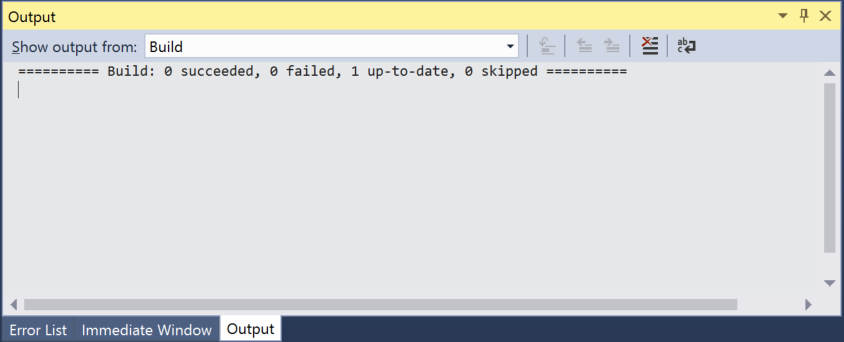 Output
Show output from: Build
========== Build: 0 succeeded, 0 failed, 1 up-to-date, 0 skipped ==========
Error List Immediate Window Output